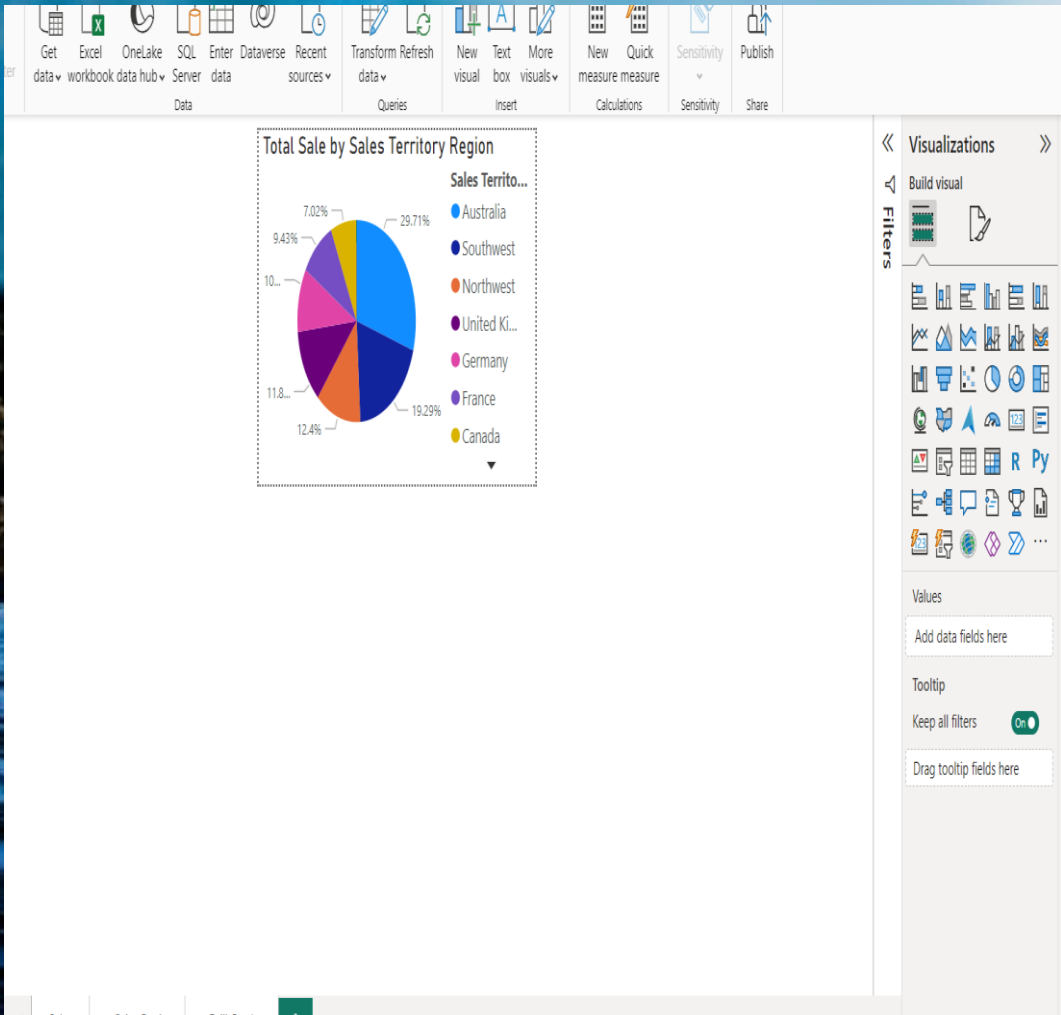 Get Excel OneLake SQL Enter Dataverse Recent Transform Refresh New Text More New Quick Sensitivity Publish
data workbook data hub Server data sources data visual box visuals measure measure
Data Queries Insert Calculations Sensitivity Share
Total Sale by Sales Territory Region
Sales Territo...
Australia
Southwest
Northwest
United Ki...
Germany
France
Canada
7.02%
29.71%
9.43%
10...
11.8...
19.29%
12.4%
Filters
Visualizations
Build visual
123
R Py
123
Values
Add data fields here
Tooltip
Keep all filters On
Drag tooltip fields here